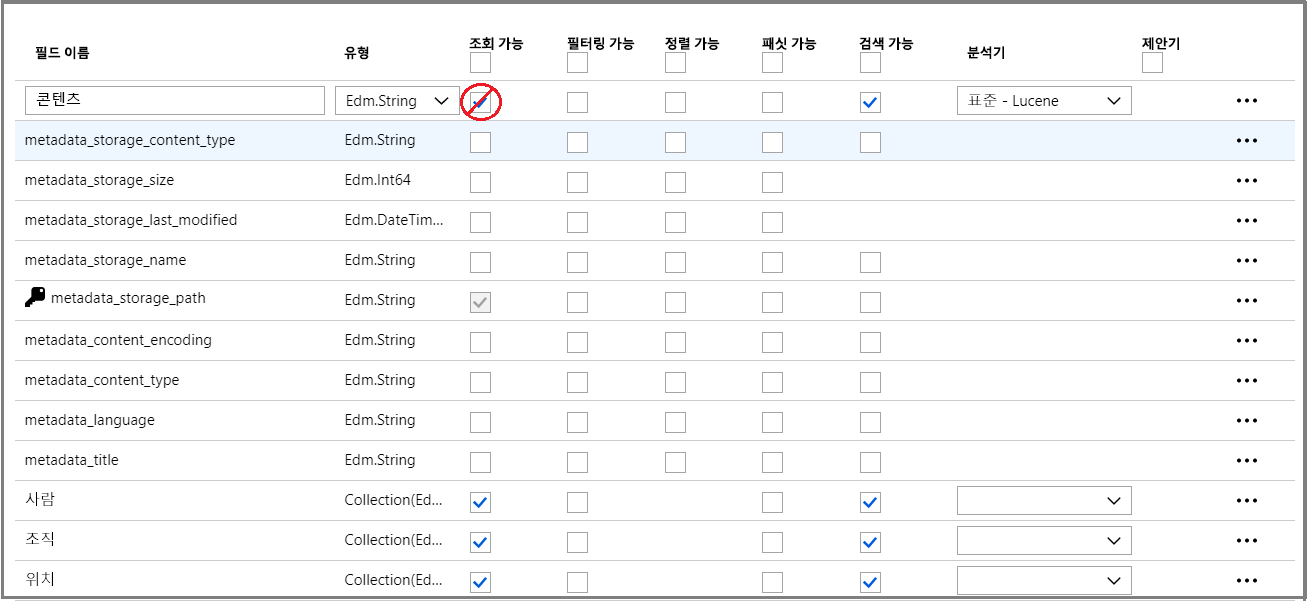 필드 이름 유형 조회 가능 필터링 가능 정렬 가능 패싯 가능 검색 가능 분석기 제안기
콘텐츠 Edm.String 표준 - Lucene •••
metadata_storage_content_type Edm.String •••
metadata_storage_size Edm.Int64 •••
metadata_storage_last_modified Edm.DateTim... •••
metadata_storage_name Edm.String •••
metadata_storage_path Edm.String •••
metadata_content_encoding Edm.String •••
metadata_content_type Edm.String •••
metadata_language Edm.String •••
metadata_title Edm.String •••
사람 Collection(Ed... •••
조직 Collection(Ed... •••
위치 Collection(Ed... •••